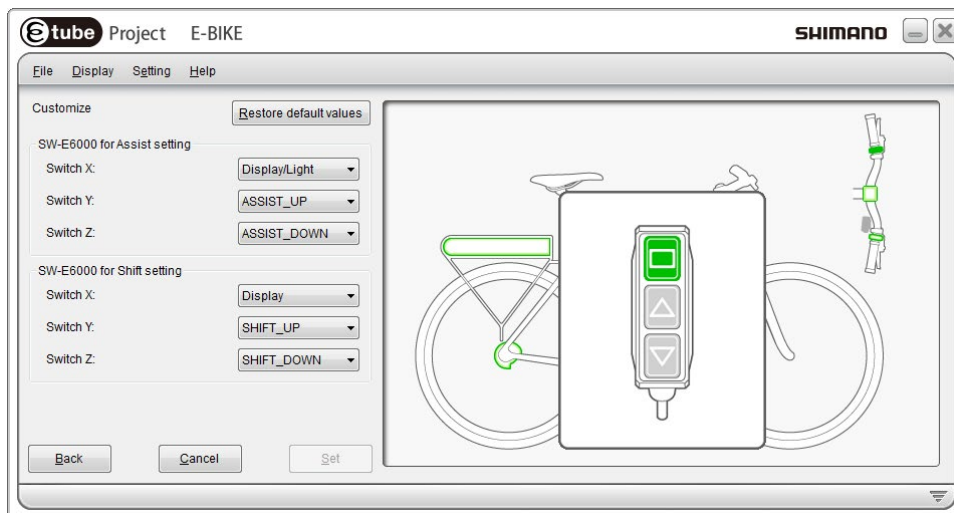 Etube Project E-BIKE SHIMANO
File Display Setting Help
Customize Restore default values
SW-E6000 for Assist setting
Switch X: Display/Light
Switch Y: ASSIST_UP
Switch Z: ASSIST_DOWN
SW-E6000 for Shift setting
Switch X: Display
Switch Y: SHIFT_UP
Switch Z: SHIFT_DOWN
Back Cancel Set